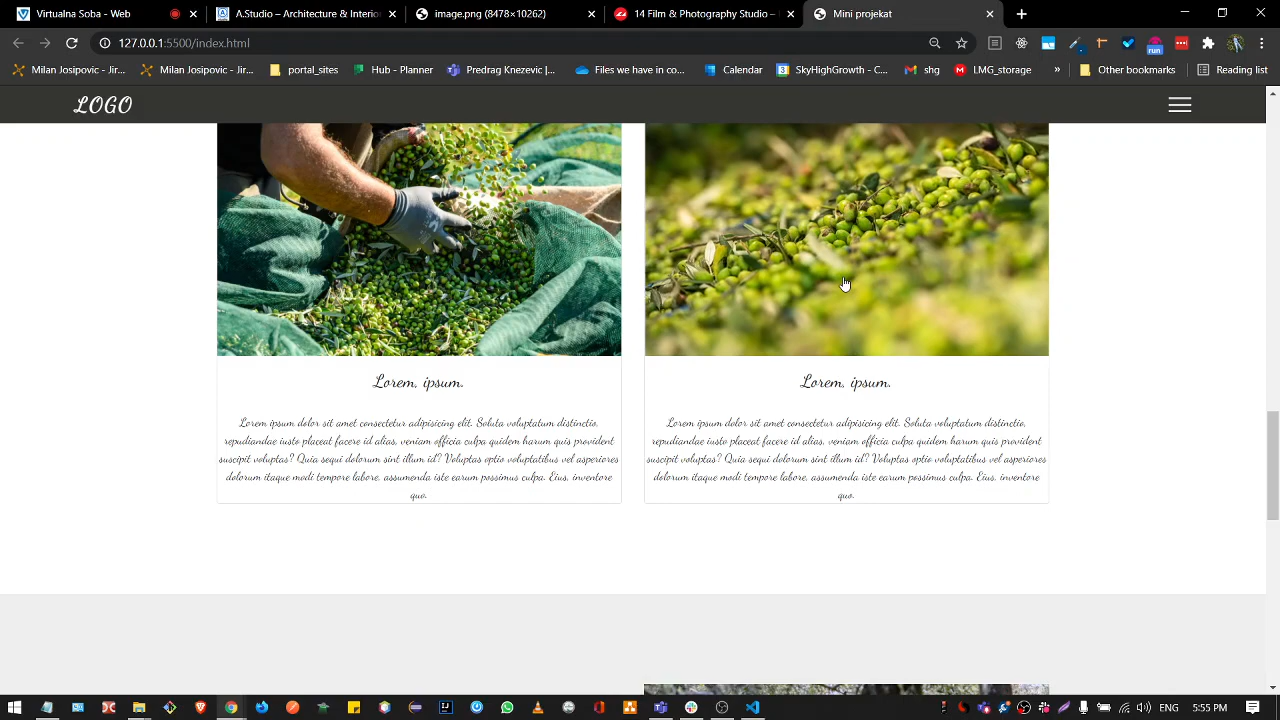 Virtualna Soba - Web
A.Studio – Architecture & Interio
image.png (8478×10262)
14 Film & Photography Studio –
Mini projekat
127.0.0.1:5500/index.html
run
Milan Josipovic - Jir...
Milan Josipovic - Jir...
portal_sites
Hub - Planner
Predrag Knezevic |...
Files we have in co...
Calendar
SkyHighGrowth - C...
shg
LMG_storage
»
Other bookmarks
Reading list
LOGO
Lorem, ipsum.
Lorem ipsum dolor sit amet consectetur adipisicing elit. Soluta voluptatum distinctio,
repudiandae iusto placeat facere id alias, veniam officia culpa quidem harum quis provident
suscipit voluptas? Quia sequi dolorum sint illum id? Voluptas optio voluptatibus vel asperiores
dolorum itaque modi tempore labore, assumenda iste earum possimus culpa. Eius, inventore
quo.
Lorem, ipsum.
Lorem ipsum dolor sit amet consectetur adipisicing elit. Soluta voluptatum distinctio,
repudiandae iusto placeat facere id alias, veniam officia culpa quidem harum quis provident
suscipit voluptas? Quia sequi dolorum sint illum id? Voluptas optio voluptatibus vel asperiores
dolorum itaque modi tempore labore, assumenda iste earum possimus culpa. Eius, inventore
quo.
ENG
5:55 PM